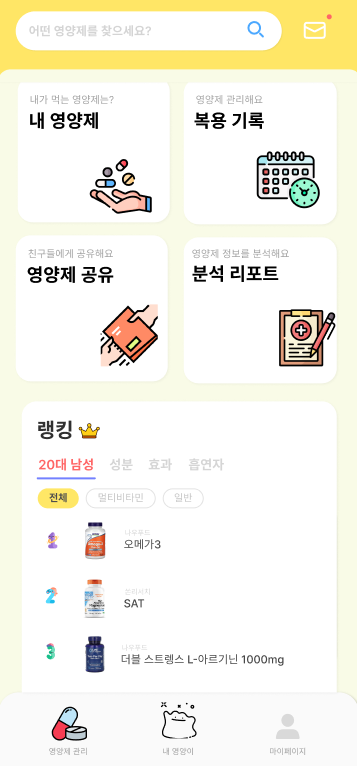 어떤 영양제를 찾으세요?
내가 먹는 영양제는?
내 영양제
영양제 관리해요
복용 기록
친구들에게 공유해요
영양제 공유
영양제 정보를 분석해요
분석 리포트
랭킹
20대 남성 성분 효과 흡연자
전체 멀티비타민 일반
1
나우푸드
오메가3
2
SAT
3
나우푸드
더블 스트렝스 L-아르기닌 1000mg
영양제 관리
내 영양이
마이페이지